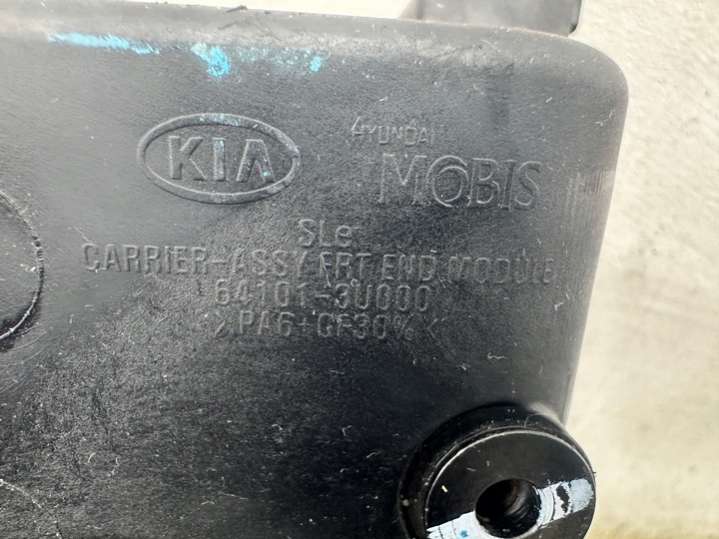 KIA
HYUNDAI
MOBIS
SLe
CARRIER-ASSY FRT END MODULE
64101-3U000
>PA6+GF30%<